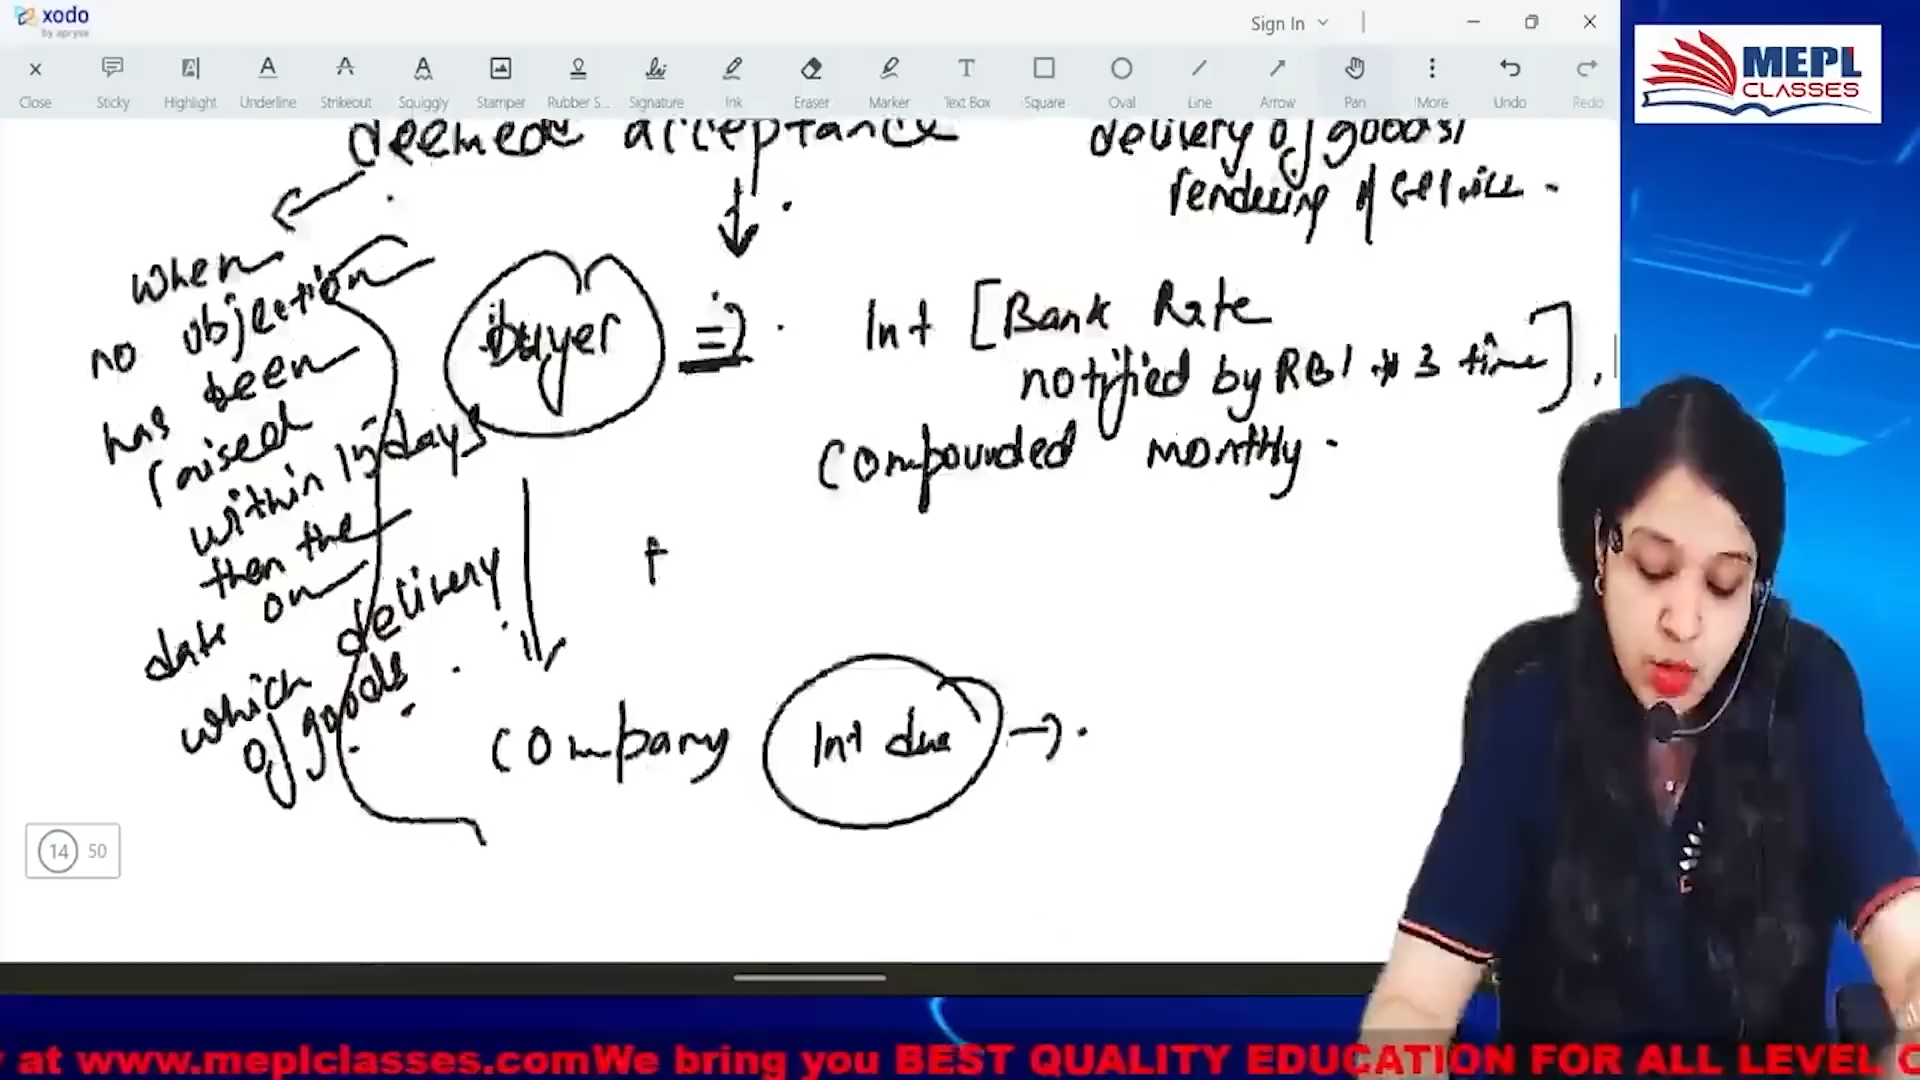 xodo
by apryse
Sign In
Close
Sticky
Highlight
Underline
Strikeout
Squiggly
Stamper
Rubber S...
Signature
Ink
Eraser
Marker
Text Box
Square
Oval
Line
Arrow
Pan
More
Undo
Redo
MEPL
CLASSES
deemed acceptance
delivery of goods/
rendering of service.
when
no objection
has been
raised
within 15 days
then the
date on
which delivery
of goods.
buyer
Int [Bank Rate
notified by RBI * 3 time].
compounded monthly.
+
company
Int due
14 50
y at www.meplclasses.comWe bring you BEST QUALITY EDUCATION FOR ALL LEVEL C